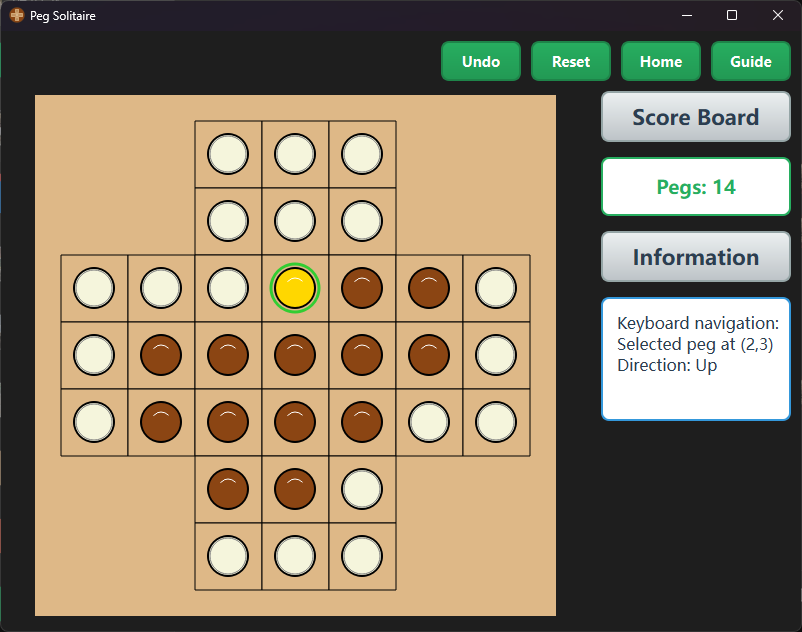 Peg Solitaire
Undo
Reset
Home
Guide
Score Board
Pegs: 14
Information
Keyboard navigation:
Selected peg at (2,3)
Direction: Up